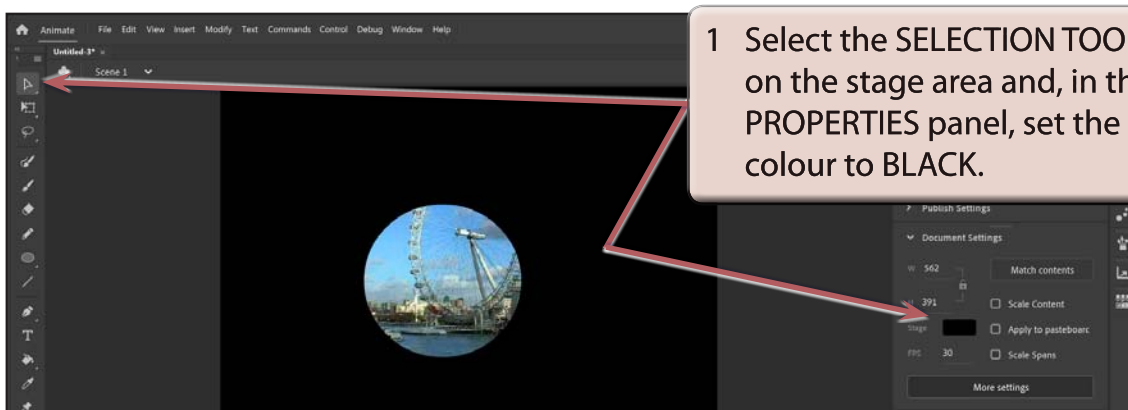 Animate File Edit View Insert Modify Text Commands Control Debug Window Help
Untitled-3* ×
Scene 1
1 Select the SELECTION TOO
on the stage area and, in th
PROPERTIES panel, set the
colour to BLACK.
Publish Settings
Document Settings
W 562 Match contents
391 Scale Content
Stage Apply to pasteboarc
FPS 30 Scale Spans
More settings
T